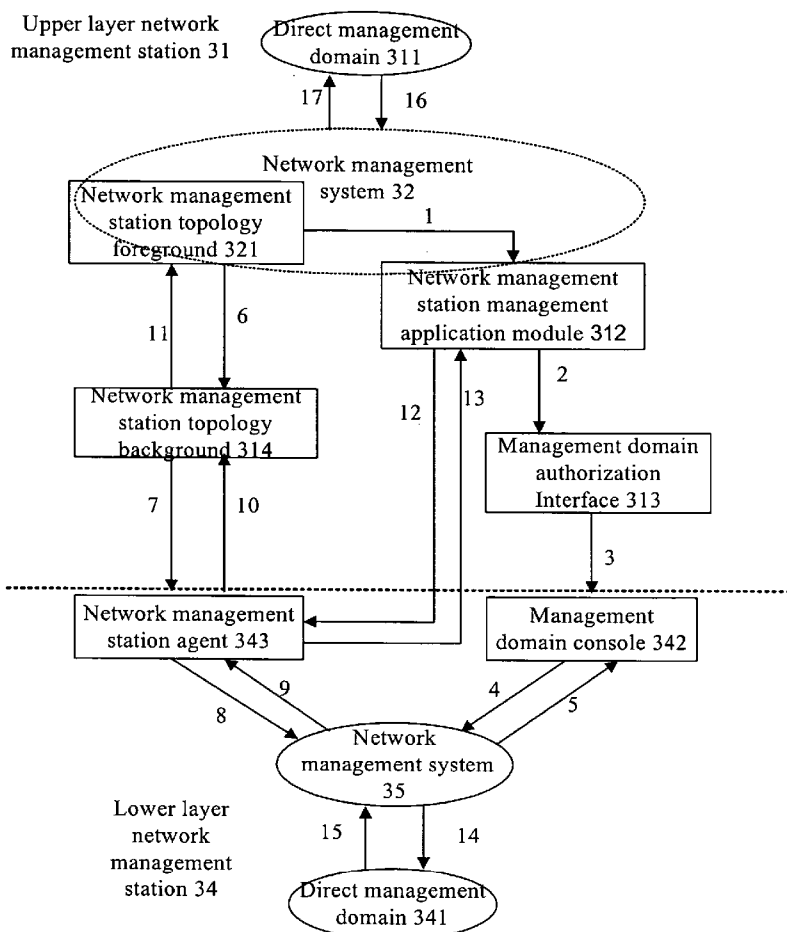 Upper layer network
management station 31
Direct management
domain 311
17
16
Network management
system 32
Network management
station topology
foreground 321
1
Network management
station management
application module 312
11
6
12
13
2
Network management
station topology
background 314
Management domain
authorization
Interface 313
7
10
3
Network management
station agent 343
Management
domain console 342
8
9
4
5
Network
management system
35
Lower layer
network
management
station 34
15
14
Direct management
domain 341